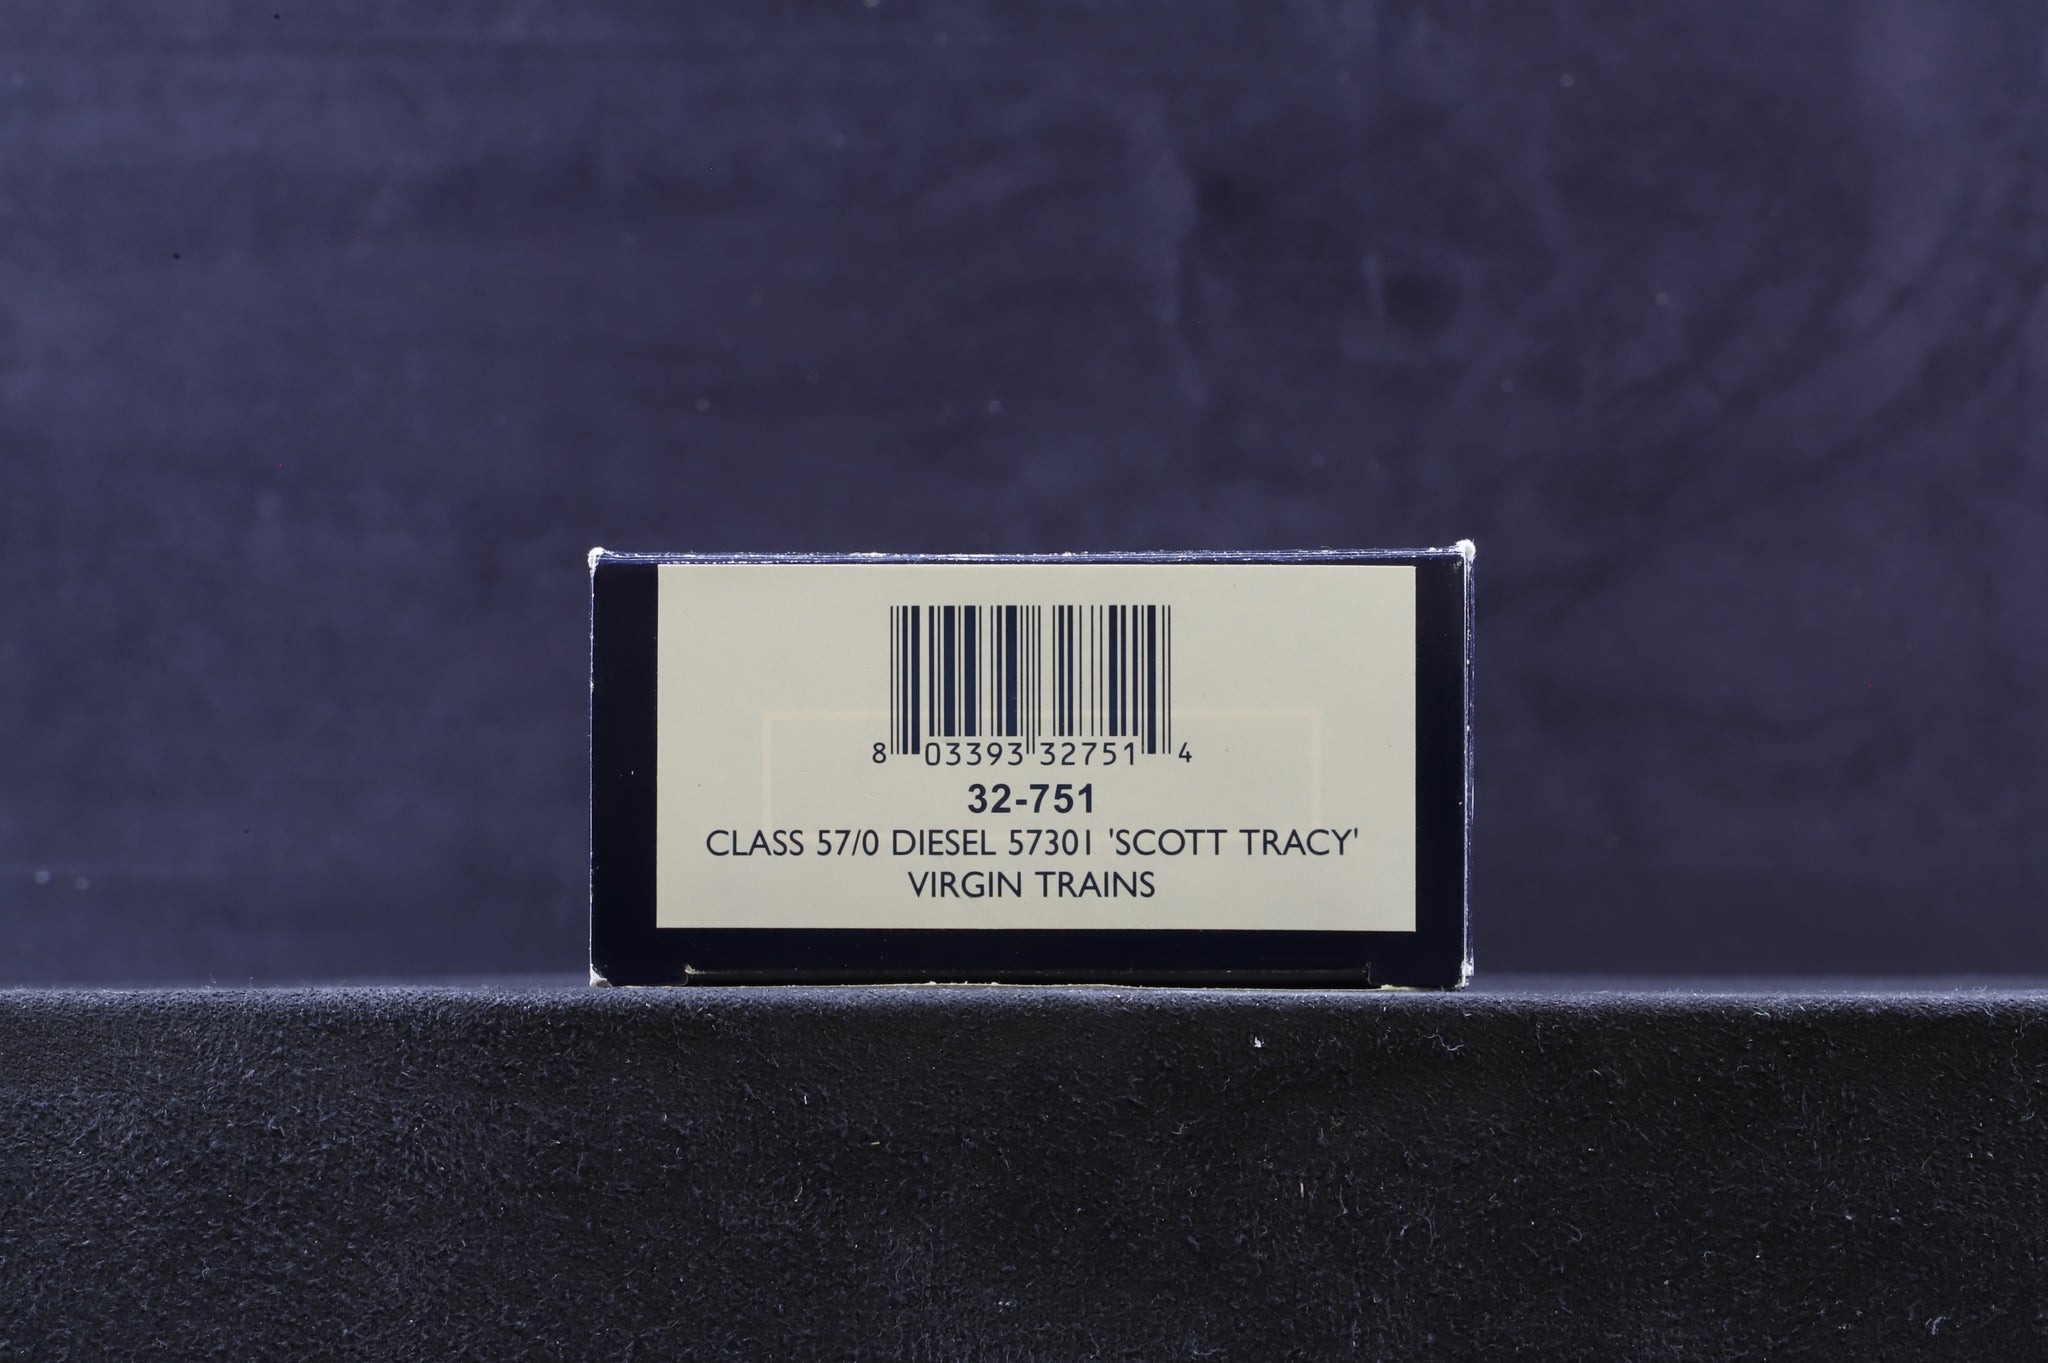 8 03393 32751 4
32-751
CLASS 57/0 DIESEL 57301 'SCOTT TRACY'
VIRGIN TRAINS